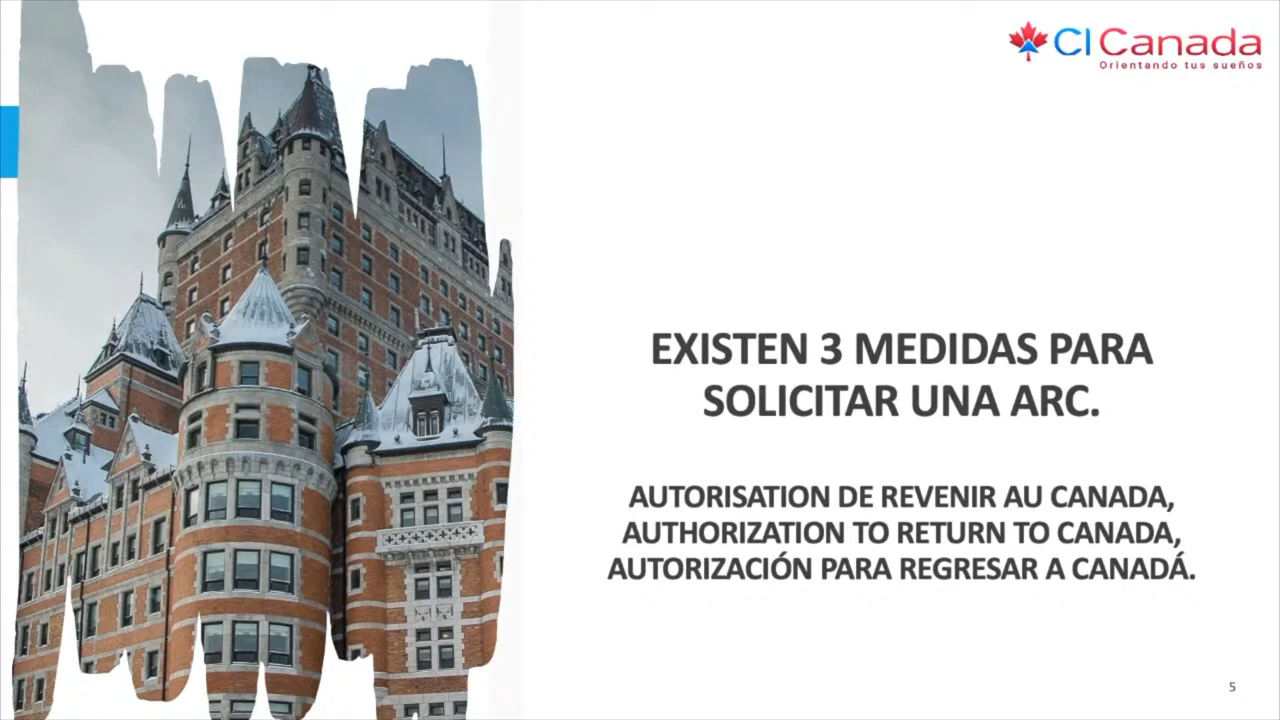 CI Canada
Orientando tus sueños
EXISTEN 3 MEDIDAS PARA
SOLICITAR UNA ARC.
AUTORISATION DE REVENIR AU CANADA,
AUTHORIZATION TO RETURN TO CANADA,
AUTORIZACIÓN PARA REGRESAR A CANADÁ.
5